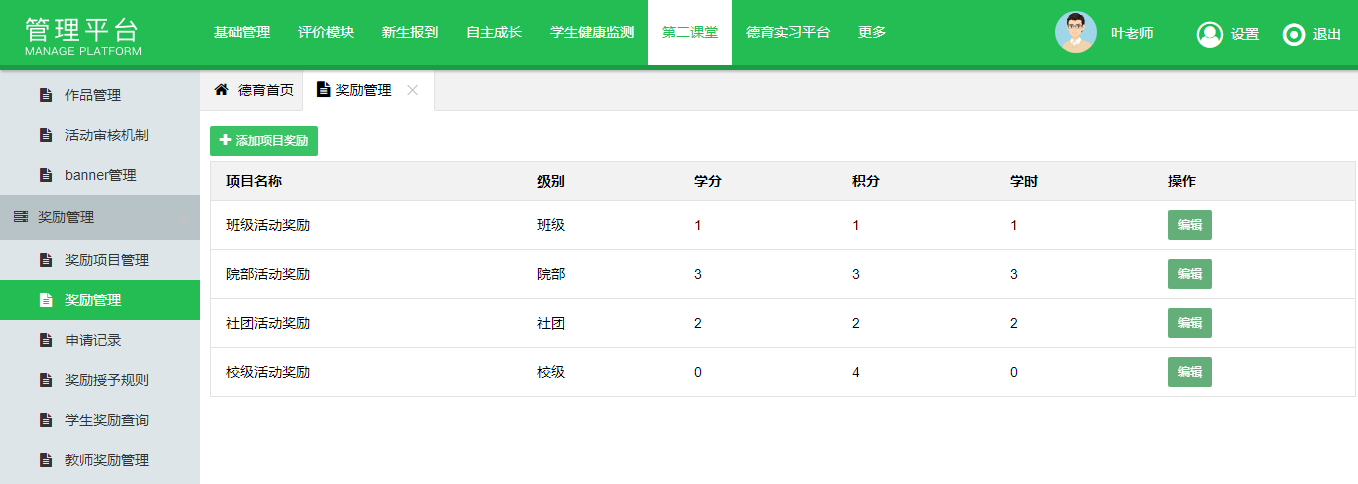 管理平台
MANAGE PLATFORM
基础管理 评价模块 新生报到 自主成长 学生健康监测 第二课堂 德育实习平台 更多
叶老师 设置 退出
作品管理
活动审核机制
banner管理
奖励管理
奖励项目管理
奖励管理
申请记录
奖励授予规则
学生奖励查询
教师奖励管理
德育首页 奖励管理
添加项目奖励
项目名称 级别 学分 积分 学时 操作
班级活动奖励 班级 1 1 1 编辑
院部活动奖励 院部 3 3 3 编辑
社团活动奖励 社团 2 2 2 编辑
校级活动奖励 校级 0 4 0 编辑